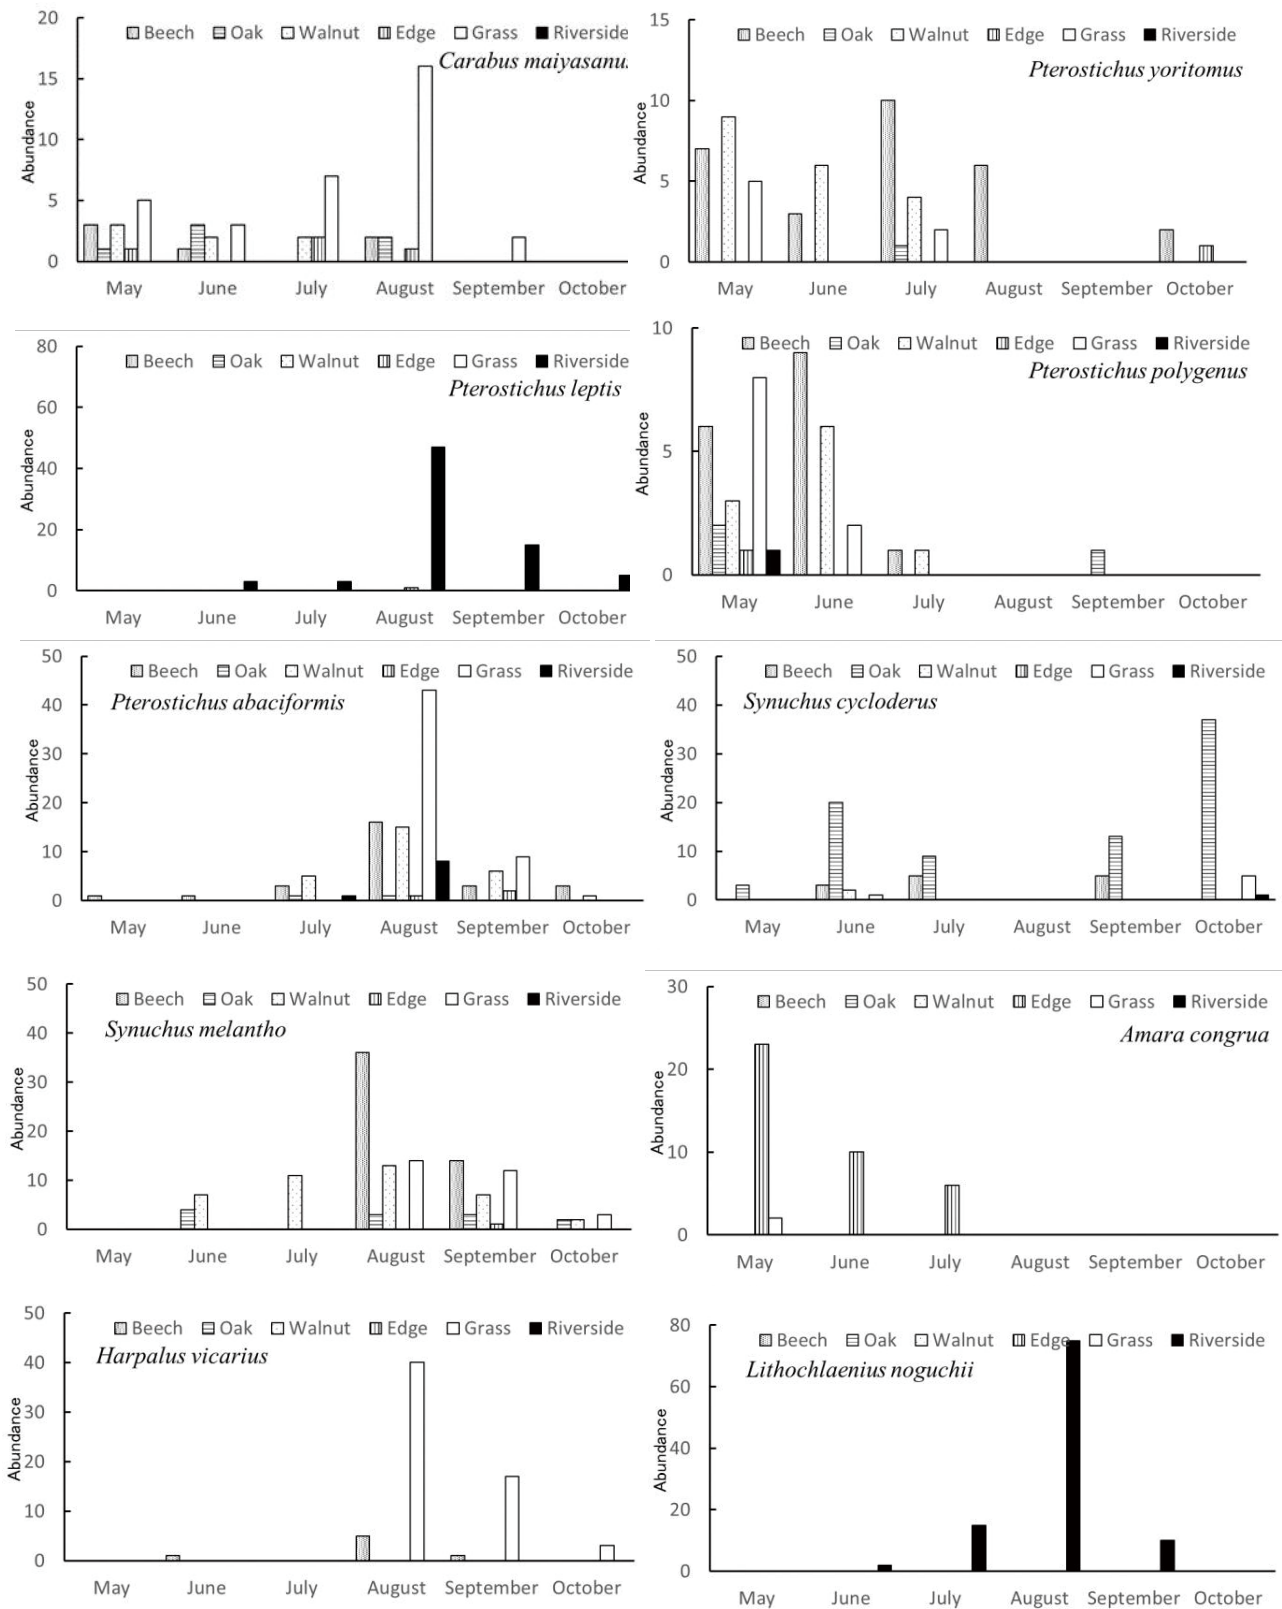 20
15
10
5
0
Abundance
Beech Oak Walnut Edge Grass Riverside
Carabus maiyasanu
May June July August September October
15
10
5
0
Abundance
Beech Oak Walnut Edge Grass Riverside
Pterostichus yoritomus
May June July August September October
80
60
40
20
0
Abundance
Beech Oak Walnut Edge Grass Riverside
Pterostichus leptis
May June July August September October
10
5
0
Abundance
Beech Oak Walnut Edge Grass Riverside
Pterostichus polygenus
May June July August September October
50
40
30
20
10
0
Abundance
Beech Oak Walnut Edge Grass Riverside
Pterostichus abaciformis
May June July August September October
50
40
30
20
10
0
Abundance
Beech Oak Walnut Edge Grass Riverside
Synuchus cycloderus
May June July August September October
50
40
30
20
10
0
Abundance
Beech Oak Walnut Edge Grass Riverside
Synuchus melantho
May June July August September October
30
20
10
0
Abundance
Beech Oak Walnut Edge Grass Riverside
Amara congrua
May June July August September October
50
40
30
20
10
0
Abundance
Beech Oak Walnut Edge Grass Riverside
Harpalus vicarius
May June July August September October
80
60
40
20
0
Abundance
Beech Oak Walnut Edge Grass Riverside
Lithochlaenius noguchii
May June July August September October